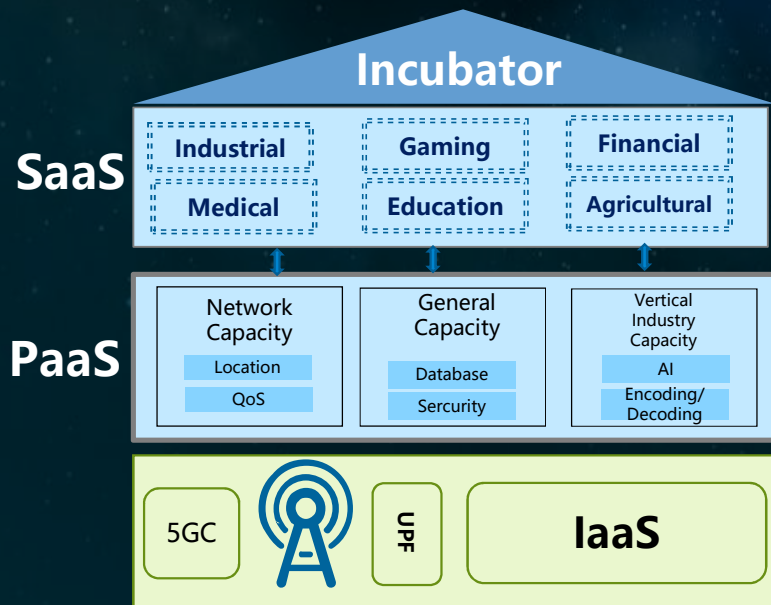 Incubator
SaaS
Industrial
Gaming
Financial
Medical
Education
Agricultural
PaaS
Network
Capacity
Location
QoS
General
Capacity
Database
Sercurity
Vertical
Industry
Capacity
AI
Encoding/
Decoding
5GC
UPF
IaaS